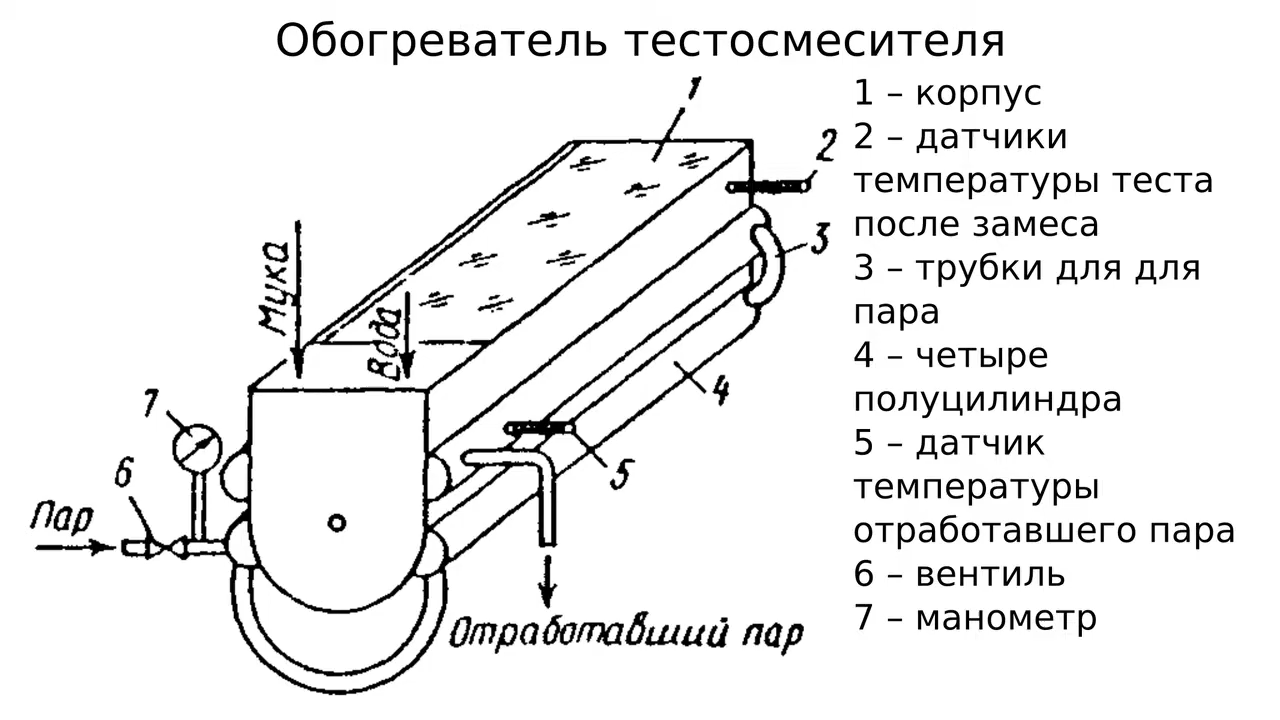 Обогреватель тестосмесителя
1 – корпус
2 – датчики
температуры теста
после замеса
3 – трубки для для
пара
4 – четыре
полуцилиндра
5 – датчик
температуры
отработавшего пара
6 – вентиль
7 – манометр
1
2
3
Мука
Вода
4
7
5
6
Пар
Отработавший пар